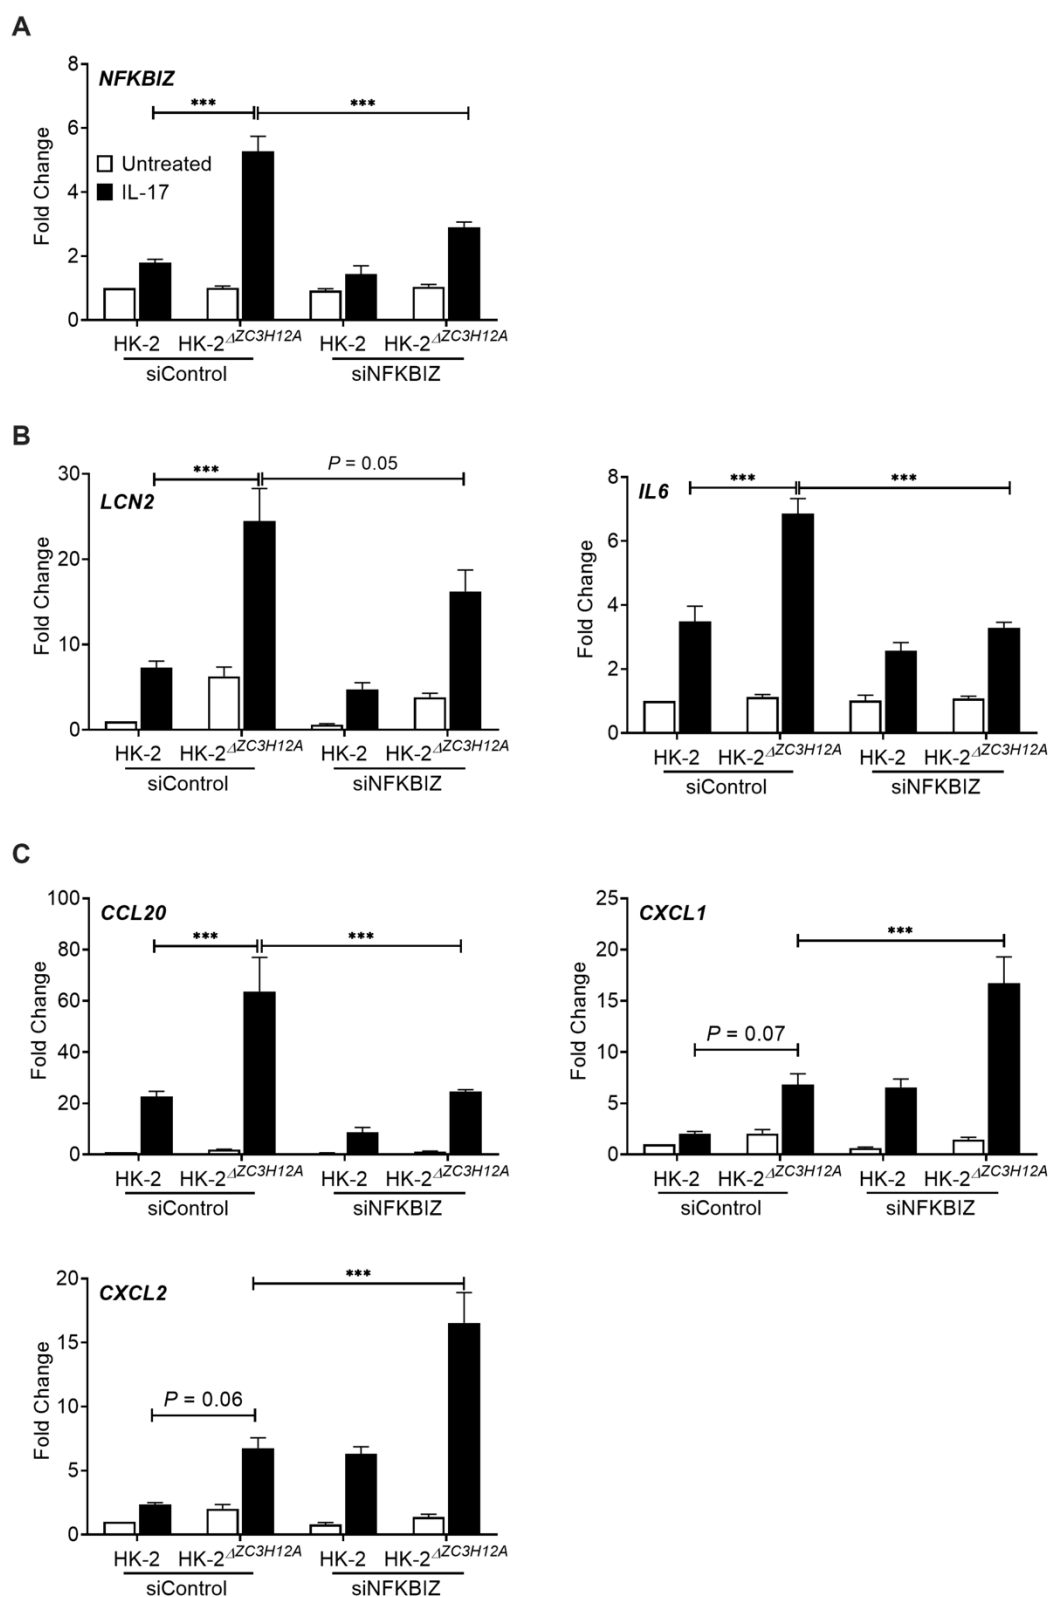 A
NFKBIZ
***
***
Untreated
IL-17
Fold Change
8
6
4
2
0
HK-2 HK-2ΔZC3H12A HK-2 HK-2ΔZC3H12A
siControl siNFKBIZ
B
LCN2
***
P = 0.05
Fold Change
30
20
10
0
HK-2 HK-2ΔZC3H12A HK-2 HK-2ΔZC3H12A
siControl siNFKBIZ
IL6
***
***
Fold Change
8
6
4
2
0
HK-2 HK-2ΔZC3H12A HK-2 HK-2ΔZC3H12A
siControl siNFKBIZ
C
CCL20
***
***
Fold Change
100
80
60
40
20
0
HK-2 HK-2ΔZC3H12A HK-2 HK-2ΔZC3H12A
siControl siNFKBIZ
CXCL1
***
P = 0.07
Fold Change
25
20
15
10
5
0
HK-2 HK-2ΔZC3H12A HK-2 HK-2ΔZC3H12A
siControl siNFKBIZ
CXCL2
***
P = 0.06
Fold Change
20
15
10
5
0
HK-2 HK-2ΔZC3H12A HK-2 HK-2ΔZC3H12A
siControl siNFKBIZ